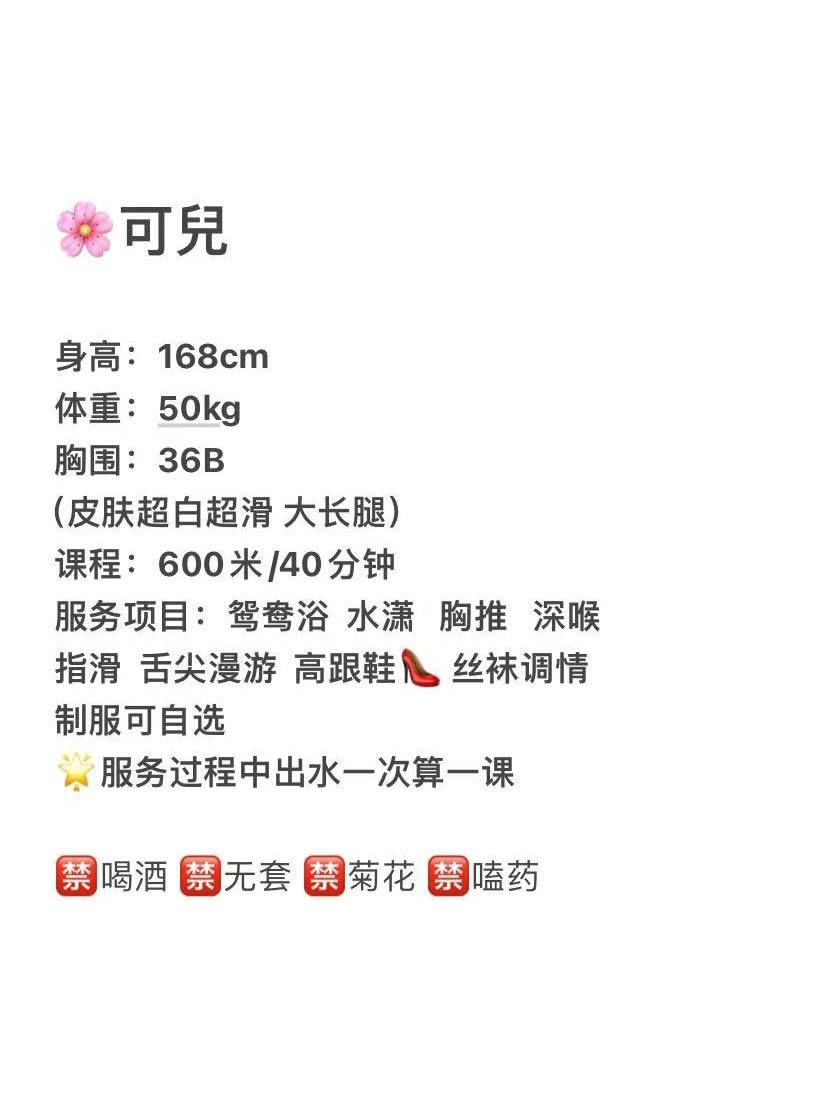 🌸可兒
身高：168cm
体重：50kg
胸围：36B
（皮肤超白超滑 大长腿）
课程：600米/40分钟
服务项目：鸳鸯浴 水潇 胸推 深喉
指滑 舌尖漫游 高跟鞋👠 丝袜调情
制服可自选
🌟服务过程中出水一次算一课
🈲喝酒 🈲无套 🈲菊花 🈲嗑药